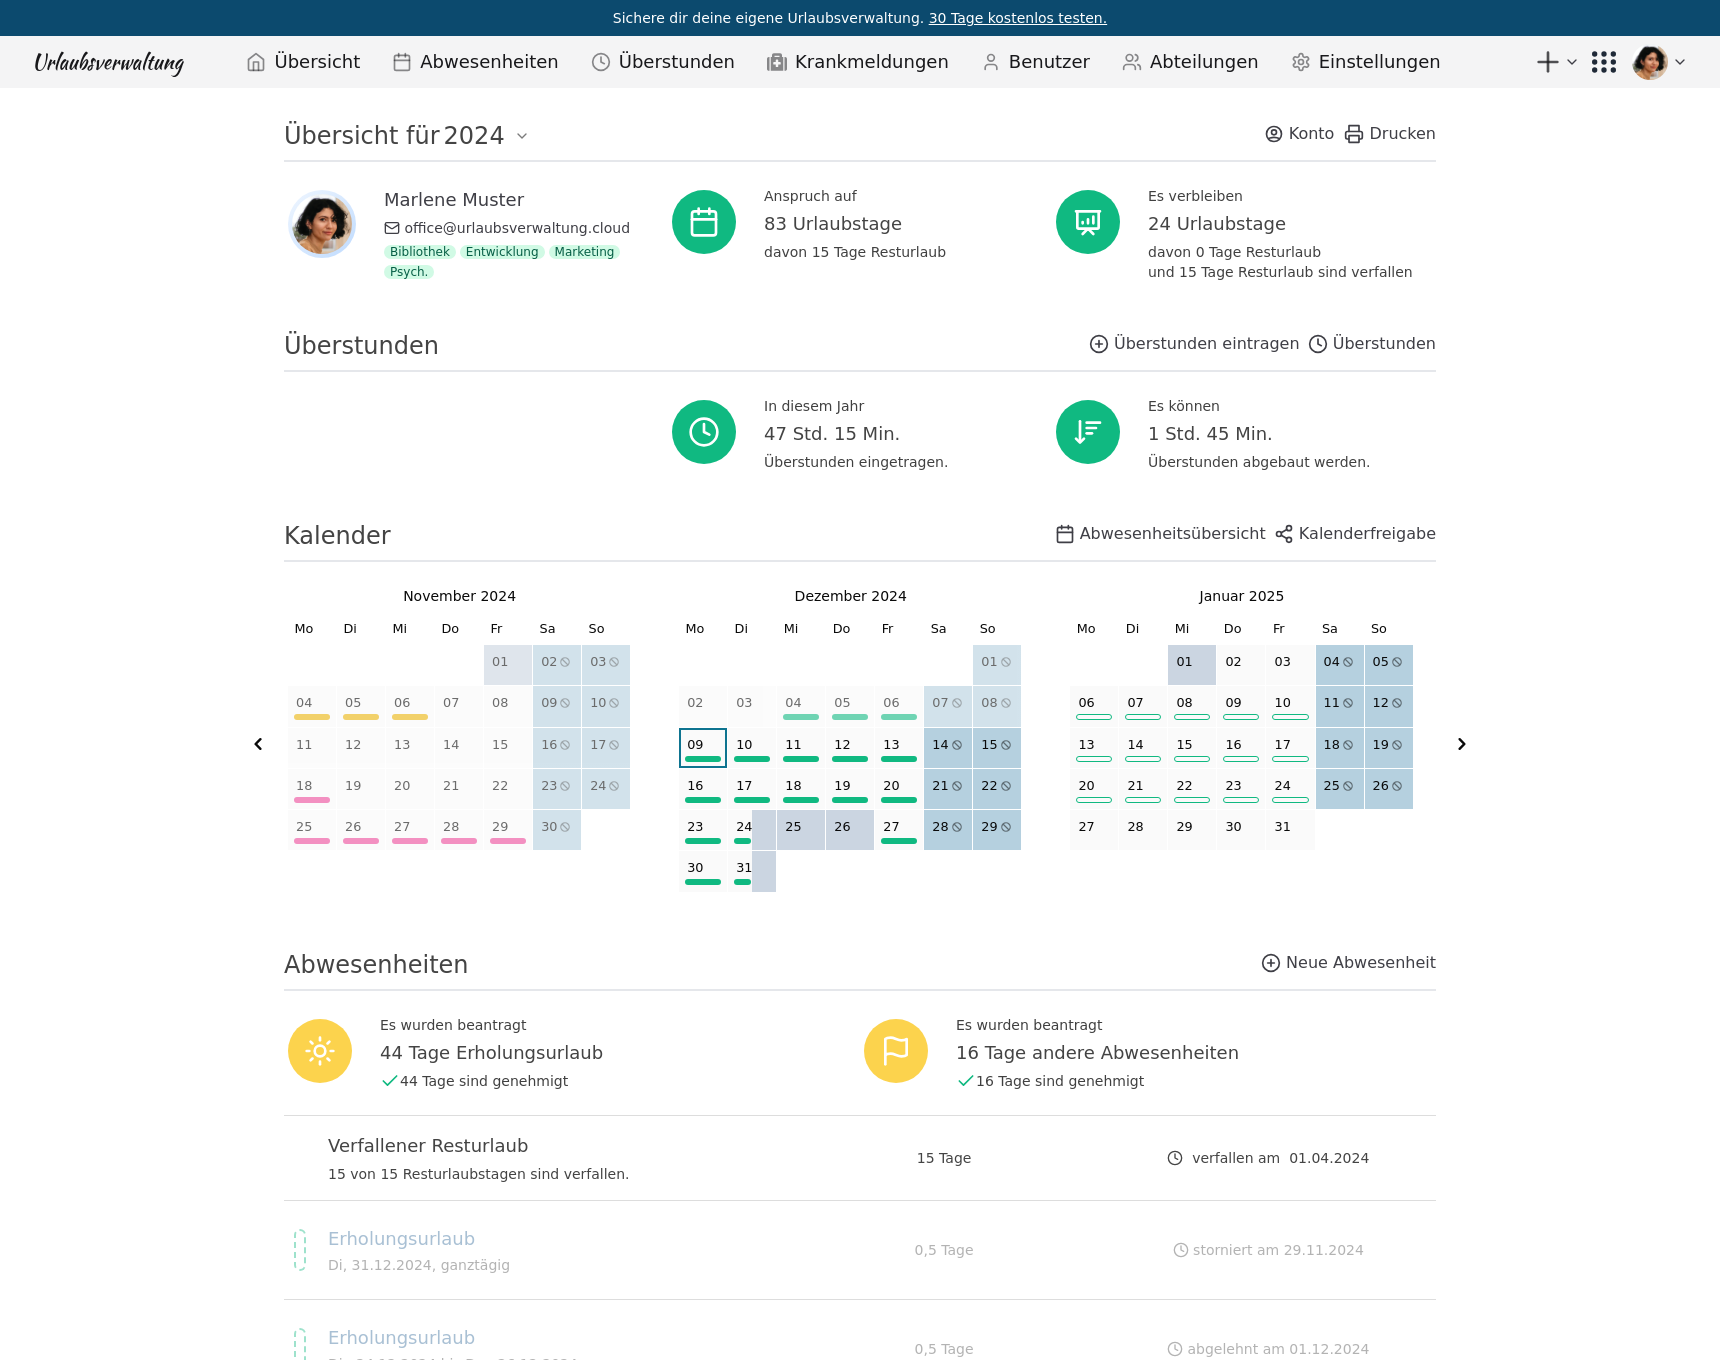 Sichere dir deine eigene Urlaubsverwaltung. 30 Tage kostenlos testen.
Urlaubsverwaltung Übersicht Abwesenheiten Überstunden Krankmeldungen Benutzer Abteilungen Einstellungen
Übersicht für 2024 Konto Drucken
Marlene Muster
office@urlaubsverwaltung.cloud
Bibliothek Entwicklung Marketing
Psych.
Anspruch auf
83 Urlaubstage
davon 15 Tage Resturlaub
Es verbleiben
24 Urlaubstage
davon 0 Tage Resturlaub
und 15 Tage Resturlaub sind verfallen
Überstunden Überstunden eintragen Überstunden
In diesem Jahr
47 Std. 15 Min.
Überstunden eingetragen.
Es können
1 Std. 45 Min.
Überstunden abgebaut werden.
Kalender Abwesenheitsübersicht Kalenderfreigabe
November 2024
Mo Di Mi Do Fr Sa So
01 02 03
04 05 06 07 08 09 10
11 12 13 14 15 16 17
18 19 20 21 22 23 24
25 26 27 28 29 30
Dezember 2024
Mo Di Mi Do Fr Sa So
01
02 03 04 05 06 07 08
09 10 11 12 13 14 15
16 17 18 19 20 21 22
23 24 25 26 27 28 29
30 31
Januar 2025
Mo Di Mi Do Fr Sa So
01 02 03 04 05
06 07 08 09 10 11 12
13 14 15 16 17 18 19
20 21 22 23 24 25 26
27 28 29 30 31
Abwesenheiten Neue Abwesenheit
Es wurden beantragt
44 Tage Erholungsurlaub
44 Tage sind genehmigt
Es wurden beantragt
16 Tage andere Abwesenheiten
16 Tage sind genehmigt
Verfallener Resturlaub
15 von 15 Resturlaubstagen sind verfallen.
15 Tage
verfallen am 01.04.2024
Erholungsurlaub
Di, 31.12.2024, ganztägig
0,5 Tage
storniert am 29.11.2024
Erholungsurlaub
0,5 Tage
abgelehnt am 01.12.2024